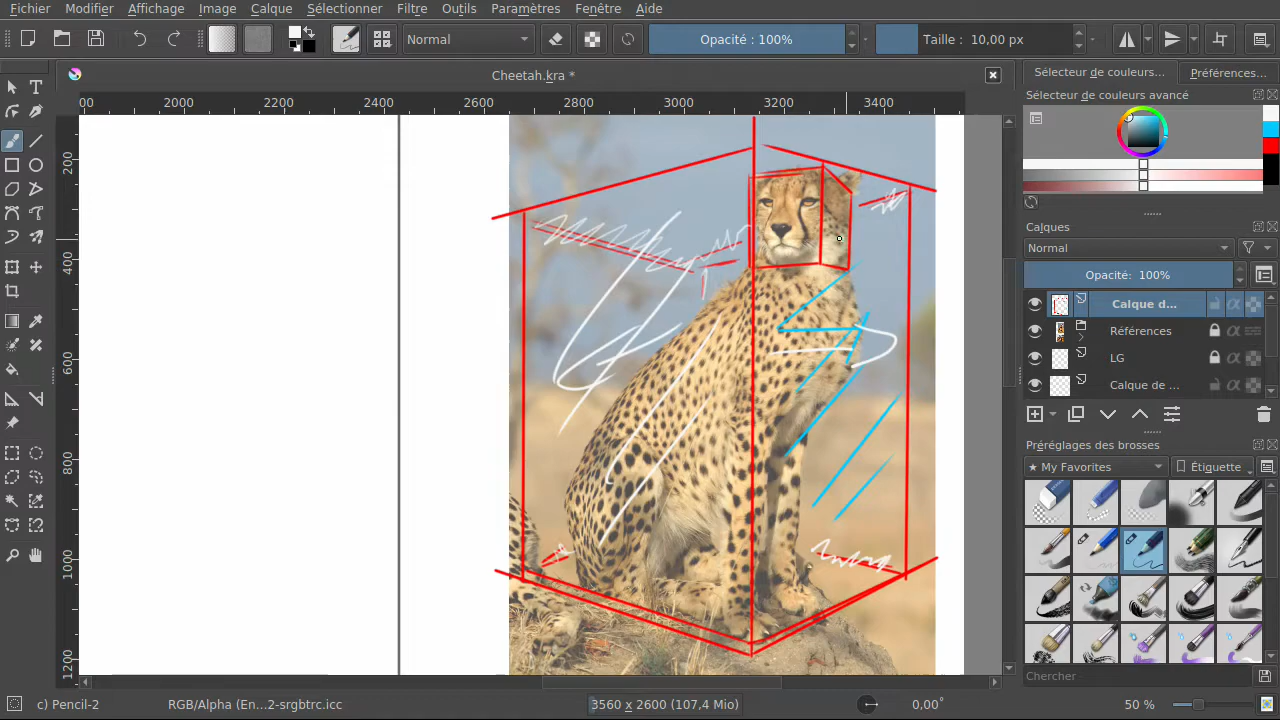 Fichier Modifier Affichage Image Calque Sélectionner Filtre Outils Paramètres Fenêtre Aide
Normal Opacité : 100% Taille : 10,00 px
Cheetah.kra *
Sélecteur de couleurs... Préférences...
Sélecteur de couleurs avancé
00 2000 2200 2400 2600 2800 3000 3200 3400
200
400
600
800
1000
1200
Calques
Normal
Opacité: 100%
Calque d...
Références
LG
Calque de ...
Préréglages des brosses
★ My Favorites Étiquette
Chercher
c) Pencil-2 RGB/Alpha (En...2-srgbtrc.icc 3560 x 2600 (107,4 Mio) 0,00° 50 %